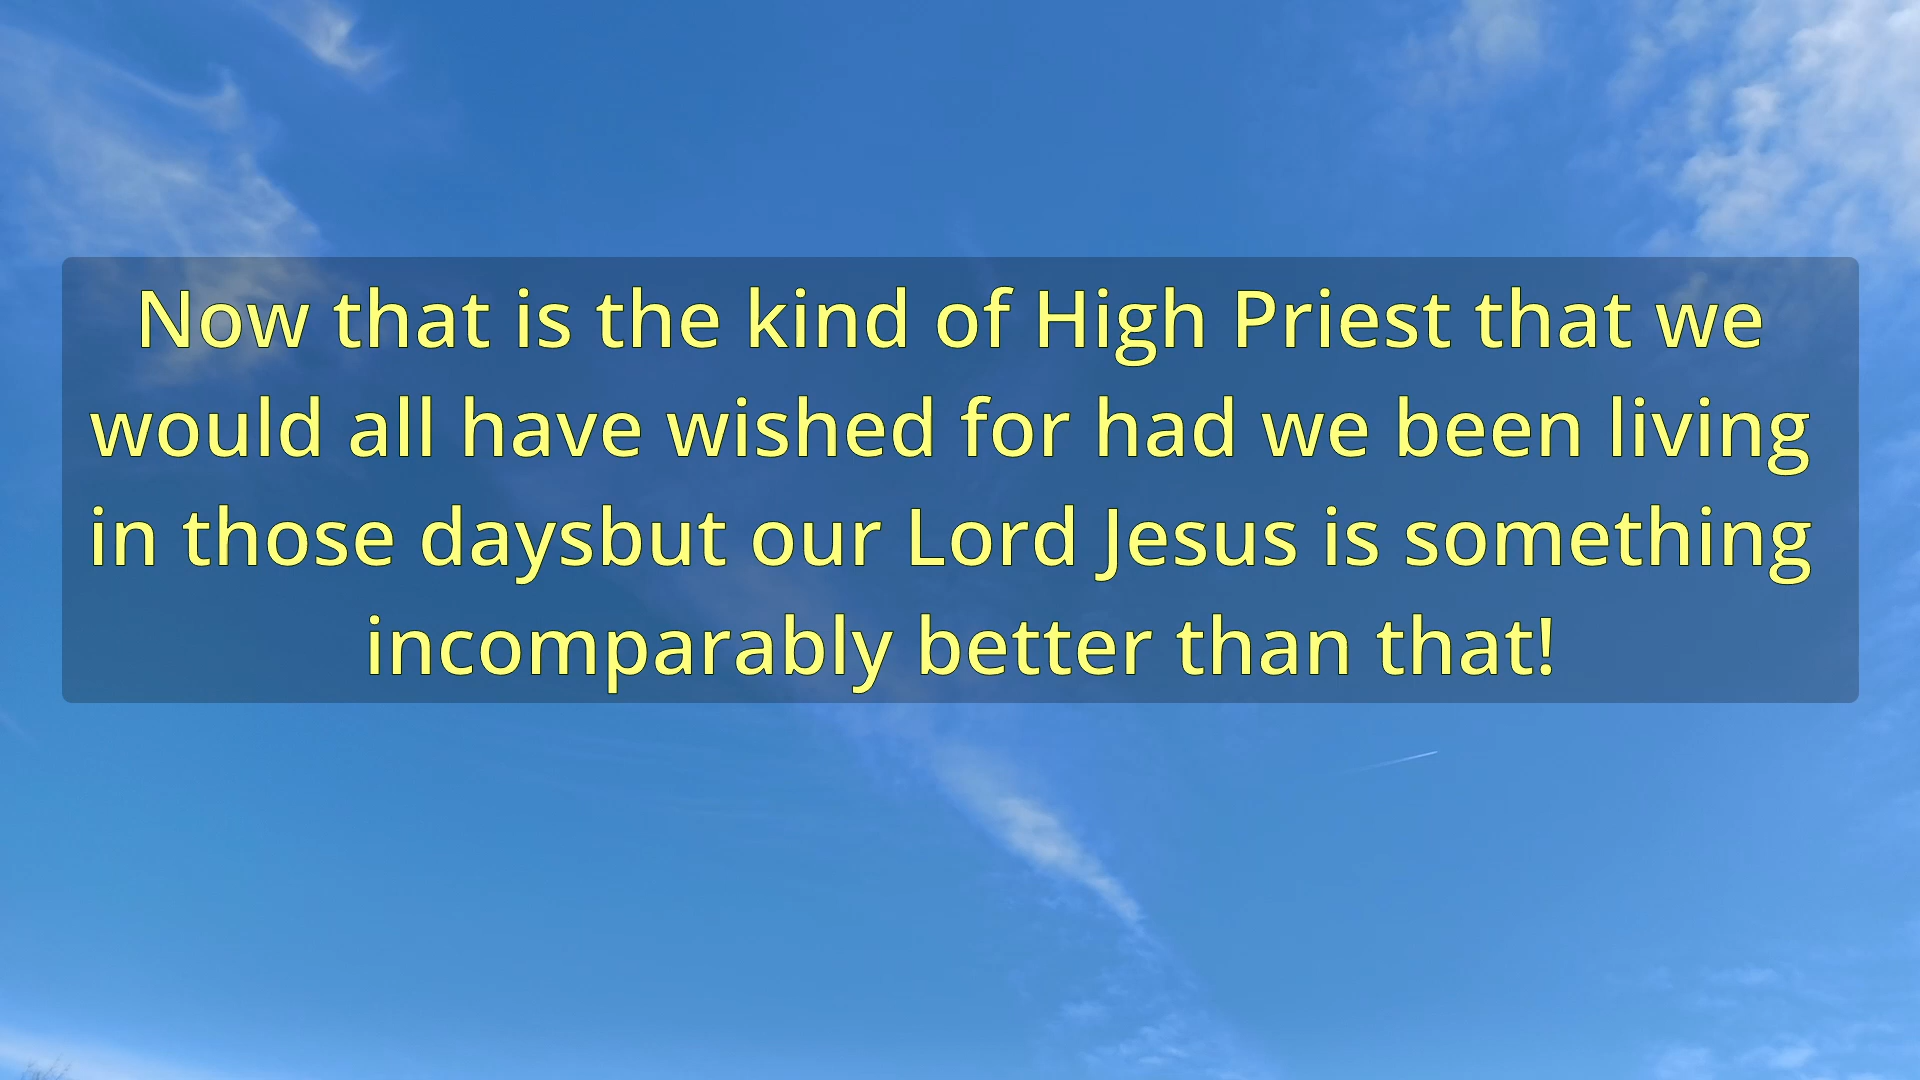 Now that is the kind of High Priest that we
would all have wished for had we been living
in those daysbut our Lord Jesus is something
incomparably better than that!